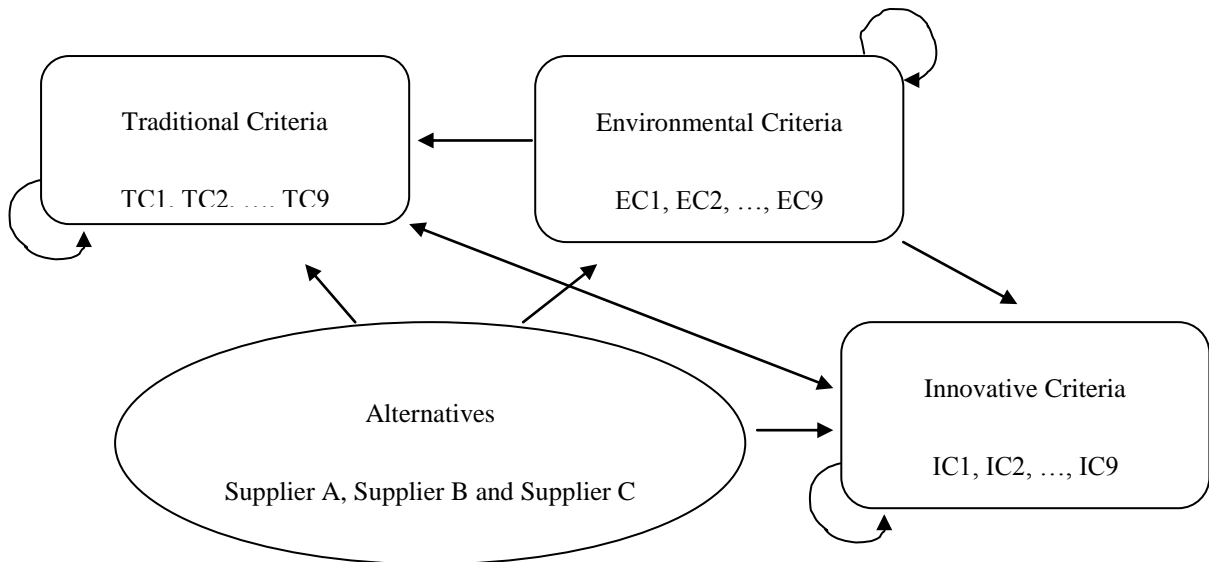 Traditional Criteria
TC1, TC2, …, TC9
Environmental Criteria
EC1, EC2, …, EC9
Alternatives
Supplier A, Supplier B and Supplier C
Innovative Criteria
IC1, IC2, …, IC9